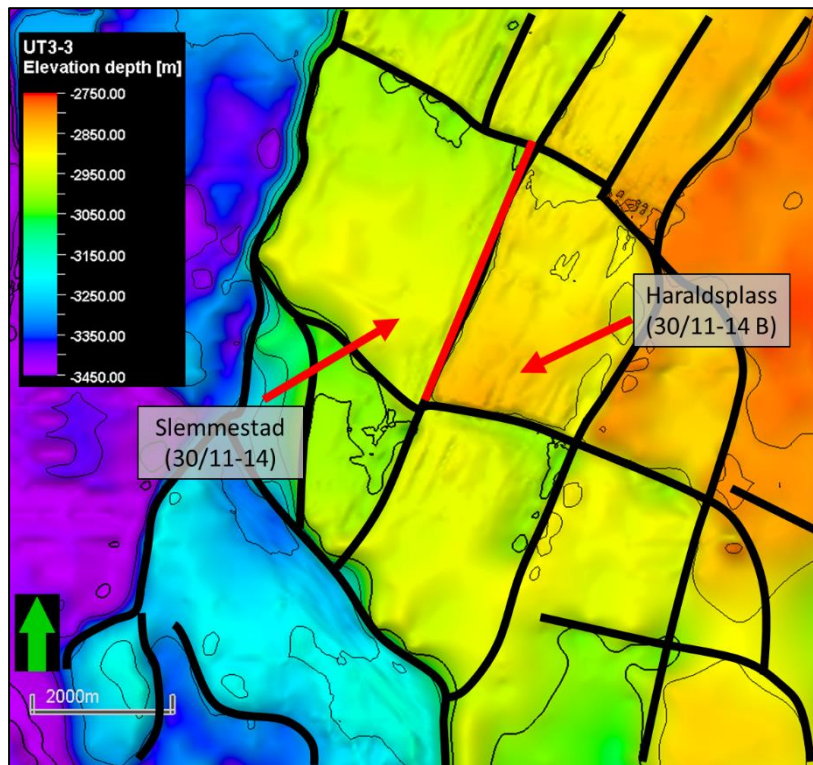 UT3-3
Elevation depth [m]
-2750.00
-2850.00
-2950.00
-3050.00
-3150.00
-3250.00
-3350.00
-3450.00
Haraldsplass
(30/11-14 B)
Slemmestad
(30/11-14)
2000m